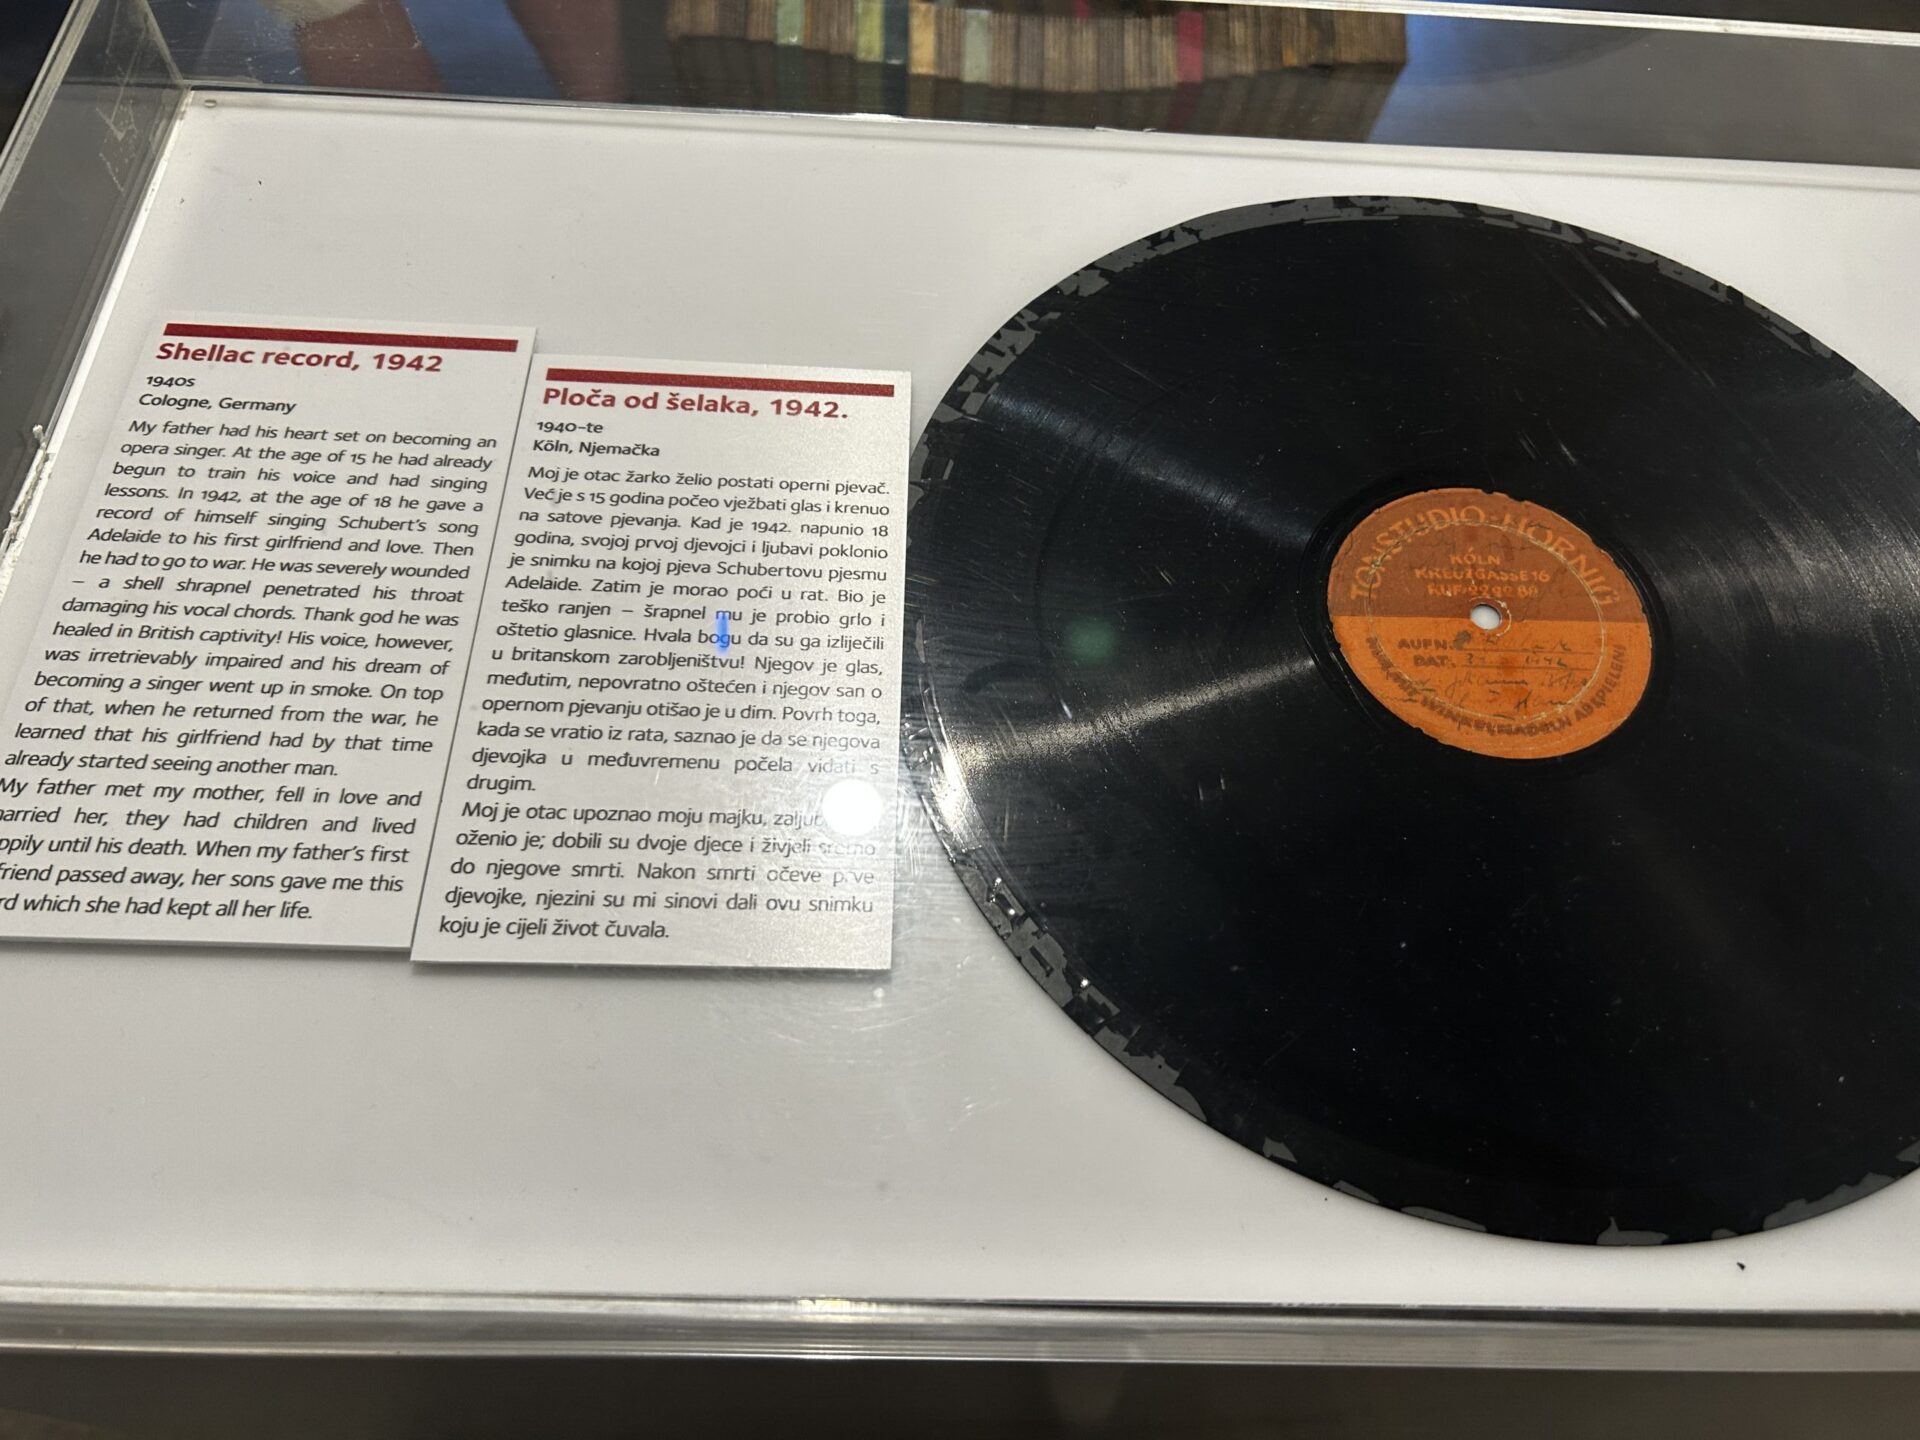 Shellac record, 1942
1940s
Cologne, Germany
My father had his heart set on becoming an
opera singer. At the age of 15 he had already
begun to train his voice and had singing
lessons. In 1942, at the age of 18 he gave a
record of himself singing Schubert's song
Adelaide to his first girlfriend and love. Then
he had to go to war. He was severely wounded
– a shell shrapnel penetrated his throat
damaging his vocal chords. Thank god he was
healed in British captivity! His voice, however,
was irretrievably impaired and his dream of
becoming a singer went up in smoke. On top
of that, when he returned from the war, he
learned that his girlfriend had by that time
already started seeing another man.
My father met my mother, fell in love and
arried her, they had children and lived
ppily until his death. When my father's first
friend passed away, her sons gave me this
rd which she had kept all her life.
Ploča od šelaka, 1942.
1940-te
Köln, Njemačka
Moj je otac žarko želio postati operni pjevač.
Već je s 15 godina počeo vježbati glas i krenuo
na satove pjevanja. Kad je 1942. napunio 18
godina, svojoj prvoj djevojci i ljubavi poklonio
je snimku na kojoj pjeva Schubertovu pjesmu
Adelaide. Zatim je morao poći u rat. Bio je
teško ranjen – šrapnel mu je probio grlo i
oštetio glasnice. Hvala bogu da su ga izliječili
u britanskom zarobljeništvu! Njegov je glas,
međutim, nepovratno oštećen i njegov san o
opernom pjevanju otišao je u dim. Povrh toga,
kada se vratio iz rata, saznao je da se njegova
djevojka u međuvremenu počela viđati s
drugim.
Moj je otac upoznao moju majku, zaljub
oženio je; dobili su dvoje djece i živjeli sretno
do njegove smrti. Nakon smrti očeve prve
djevojke, njezini su mi sinovi dali ovu snimku
koju je cijeli život čuvala.
TONSTUDIO HORNIG
KÖLN
KREUZGASSE 16
RUF
AUFN.
DAT.
WINKELNADELN ABSPIELEN!